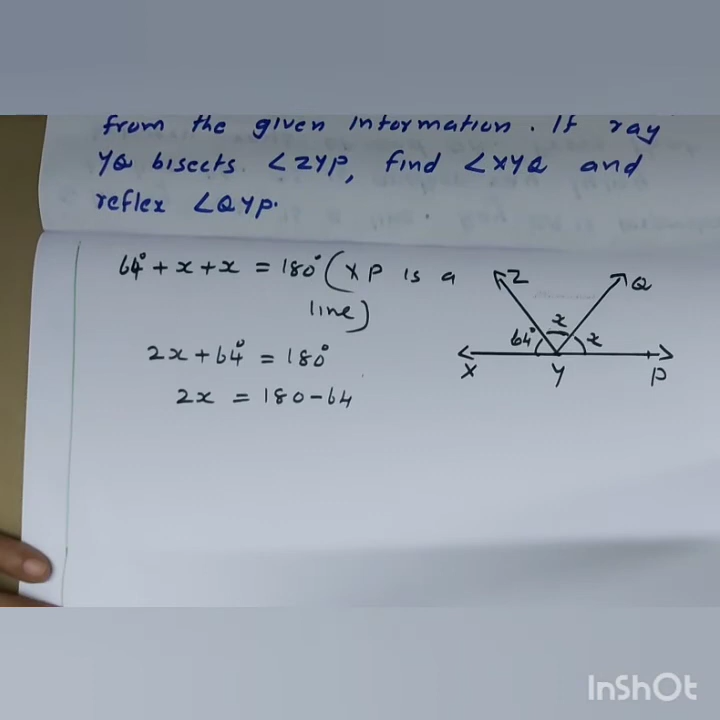 from the given information. If ray
YQ bisects ∠ZYP, find ∠XYQ and
reflex ∠QYP.
64° + x + x = 180° (XP is a
line)
2x + 64° = 180°
2x = 180 - 64
Z
Q
64°
x
x
X
Y
P
InShOt